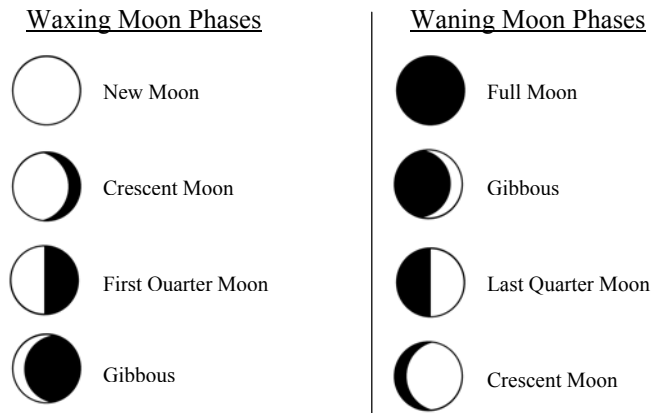 Waxing Moon Phases
New Moon
Crescent Moon
First Ouarter Moon
Gibbous
Waning Moon Phases
Full Moon
Gibbous
Last Quarter Moon
Crescent Moon